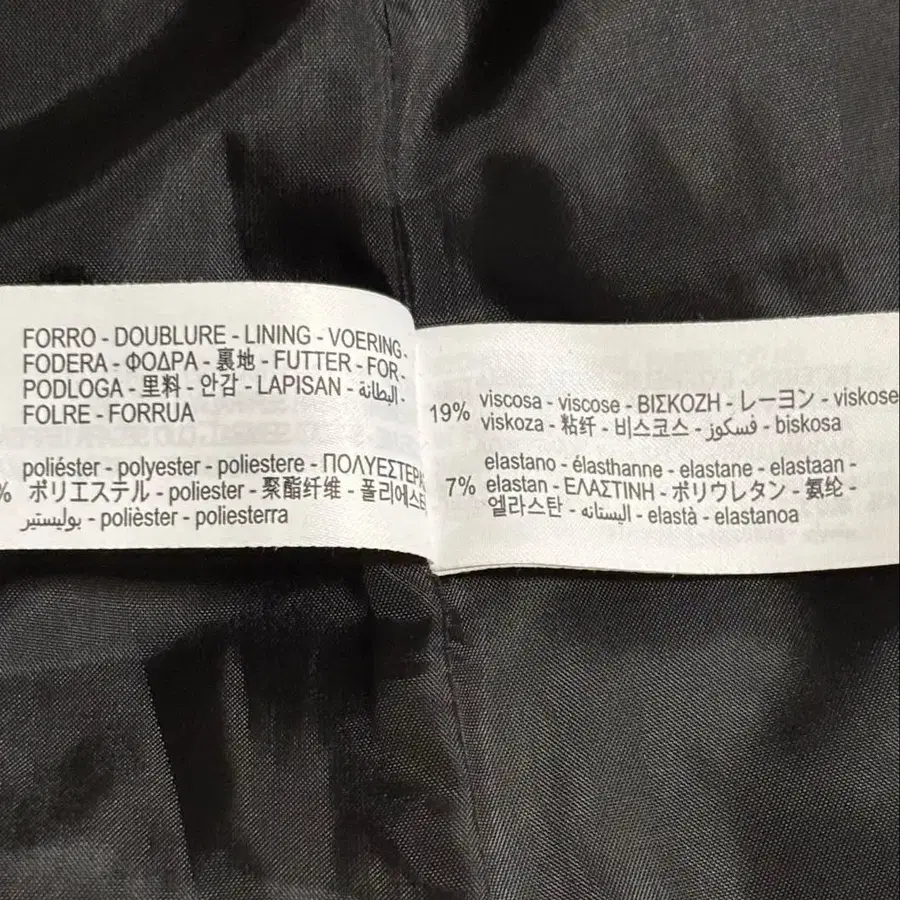 FORRO - DOUBLURE - LINING - VOERING -
FODERA - ΦΟΔΡΑ - 裏地 - FUTTER - FOR -
PODLOGA - 里料 - 안감 - LAPISAN - البطانة -
FOLRE - FORRUA
poliéster - polyester - poliestere - ΠΟΛΥΕΣΤΕΡΑΣ
% ポリエステル - poliester - 聚酯纤维 - 폴리에스테
بوليستير - polièster - poliesterra
19% viscosa - viscose - ΒΙΣΚΟΖΗ - レーヨン - viskose
viskoza - 粘纤 - 비스코스 - فسكوز - biskosa
7% elastano - élasthanne - elastane - elastaan -
elastan - ΕΛΑΣΤΙΝΗ - ポリウレタン - 氨纶 -
엘라스탄 - اليستانه - elastà - elastanoa